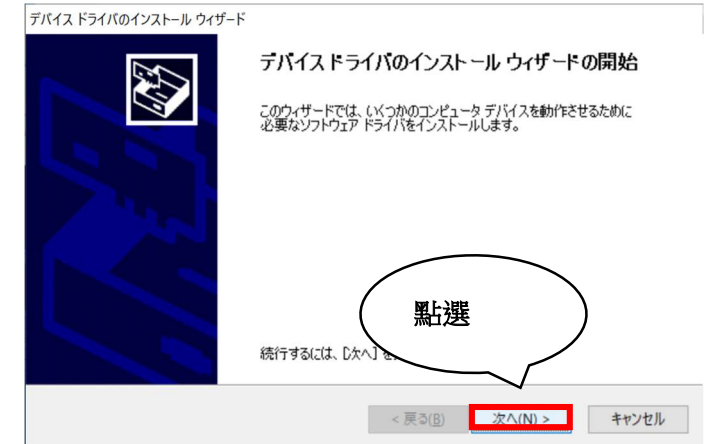 デバイス ドライバのインストール ウィザード
デバイス ドライバのインストール ウィザードの開始
このウィザードでは、いくつかのコンピュータ デバイスを動作させるために
必要なソフトウェア ドライバをインストールします。
點選
続行するには、[次へ] を
< 戻る(B)
次へ(N) >
キャンセル